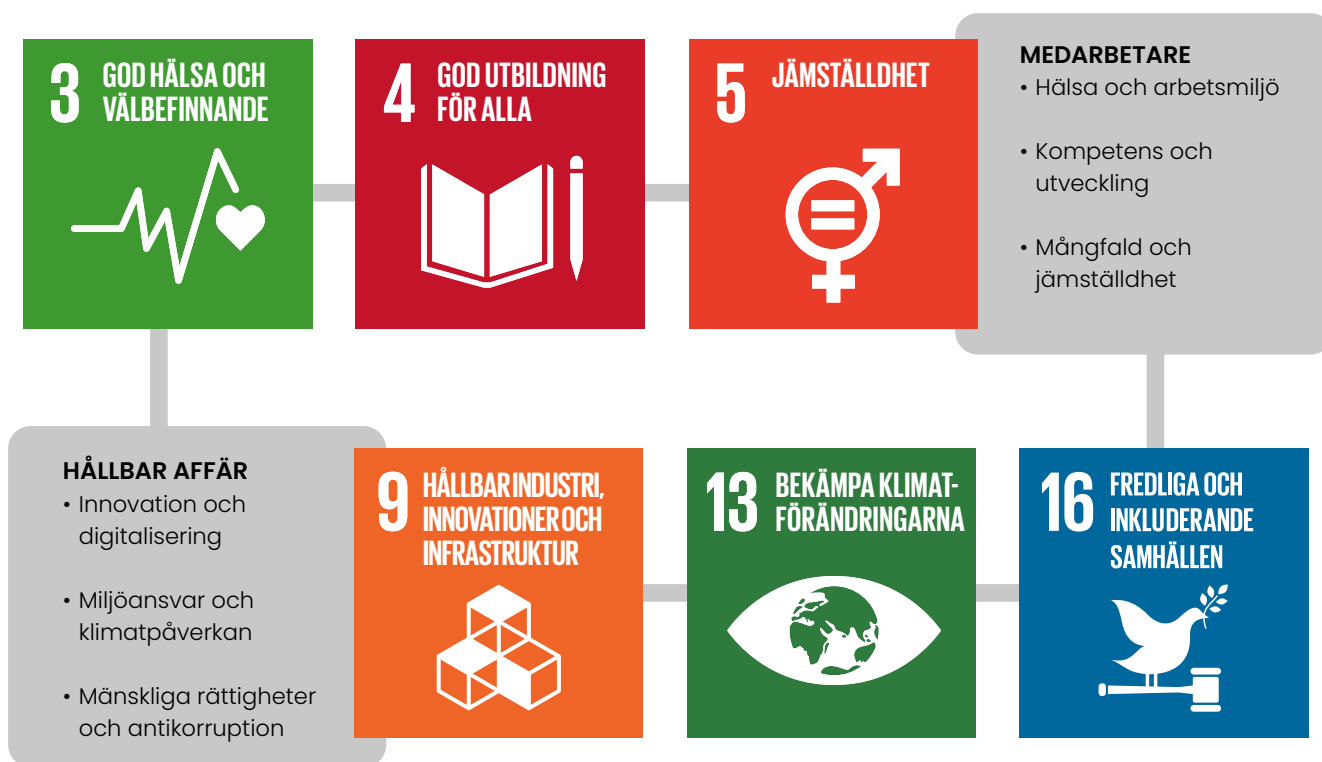 3 GOD HÄLSA OCH
VÄLBEFINNANDE
4 GOD UTBILDNING
FÖR ALLA
5 JÄMSTÄLLDHET
MEDARBETARE
• Hälsa och arbetsmiljö
• Kompetens och
utveckling
• Mångfald och
jämställdhet
HÅLLBAR AFFÄR
• Innovation och
digitalisering
• Miljöansvar och
klimatpåverkan
• Mänskliga rättigheter
och antikorruption
9 HÅLLBAR INDUSTRI,
INNOVATIONER OCH
INFRASTRUKTUR
13 BEKÄMPA KLIMAT-
FÖRÄNDRINGARNA
16 FREDLIGA OCH
INKLUDERANDE
SAMHÄLLEN